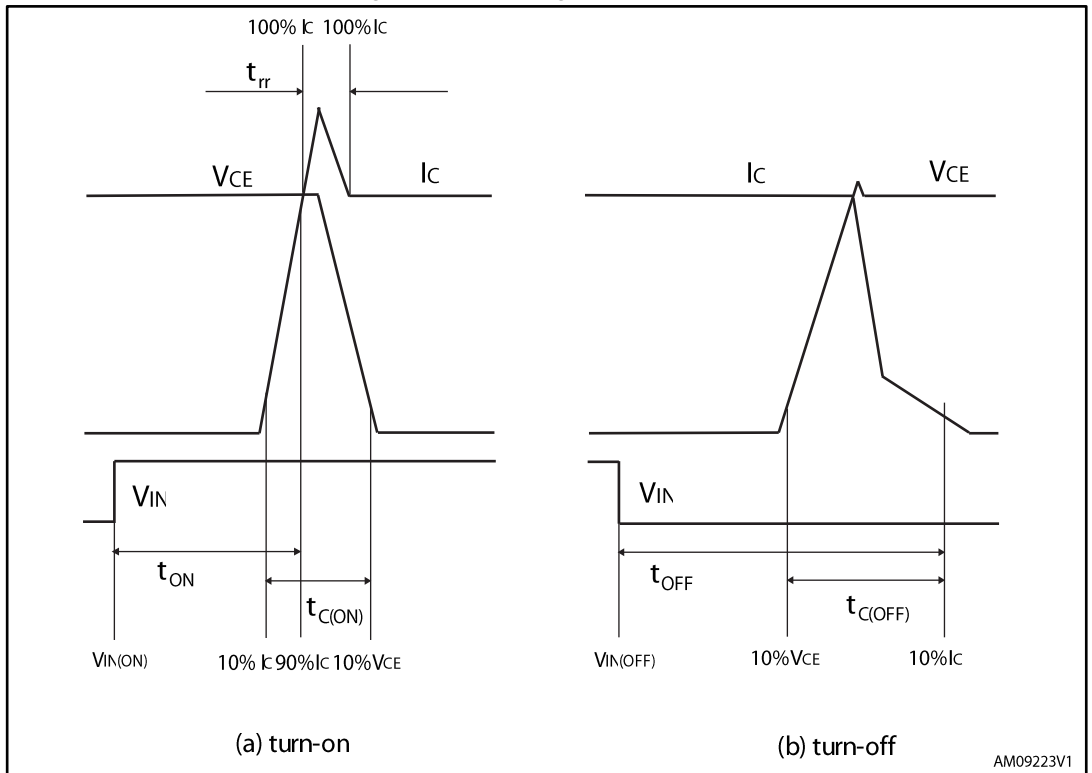 100% IC 100% IC
trr
VCE
IC
IC
VCE
VIN
VIN
tON
tC(ON)
tOFF
tC(OFF)
VIN(ON)
10% IC 90% IC 10% VCE
VIN(OFF)
10% VCE
10% IC
(a) turn-on
(b) turn-off
AM09223V1